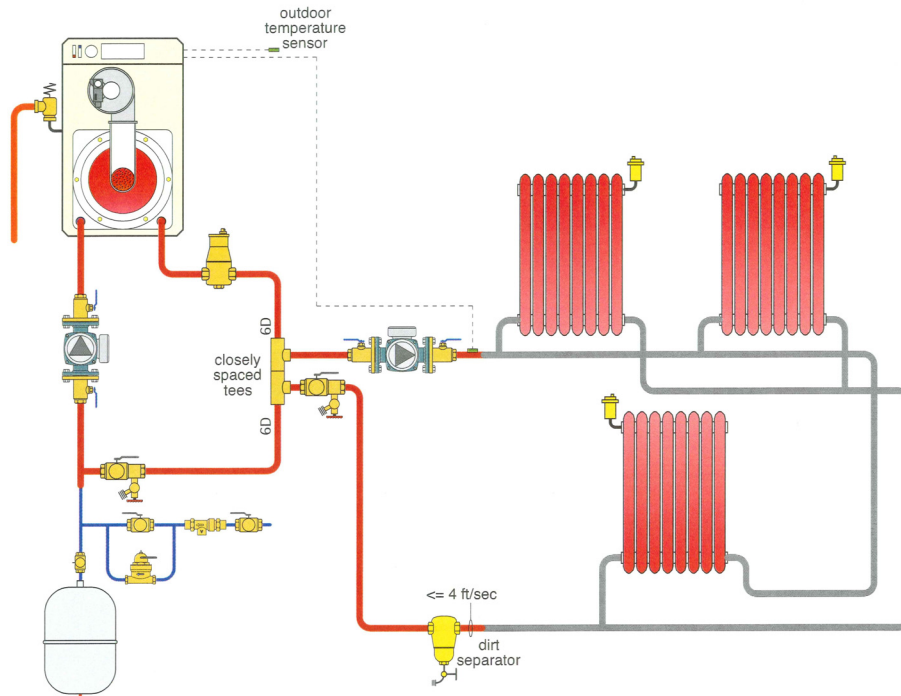 outdoor
temperature
sensor
6D
closely
spaced
tees
6D
<= 4 ft/sec
dirt
separator